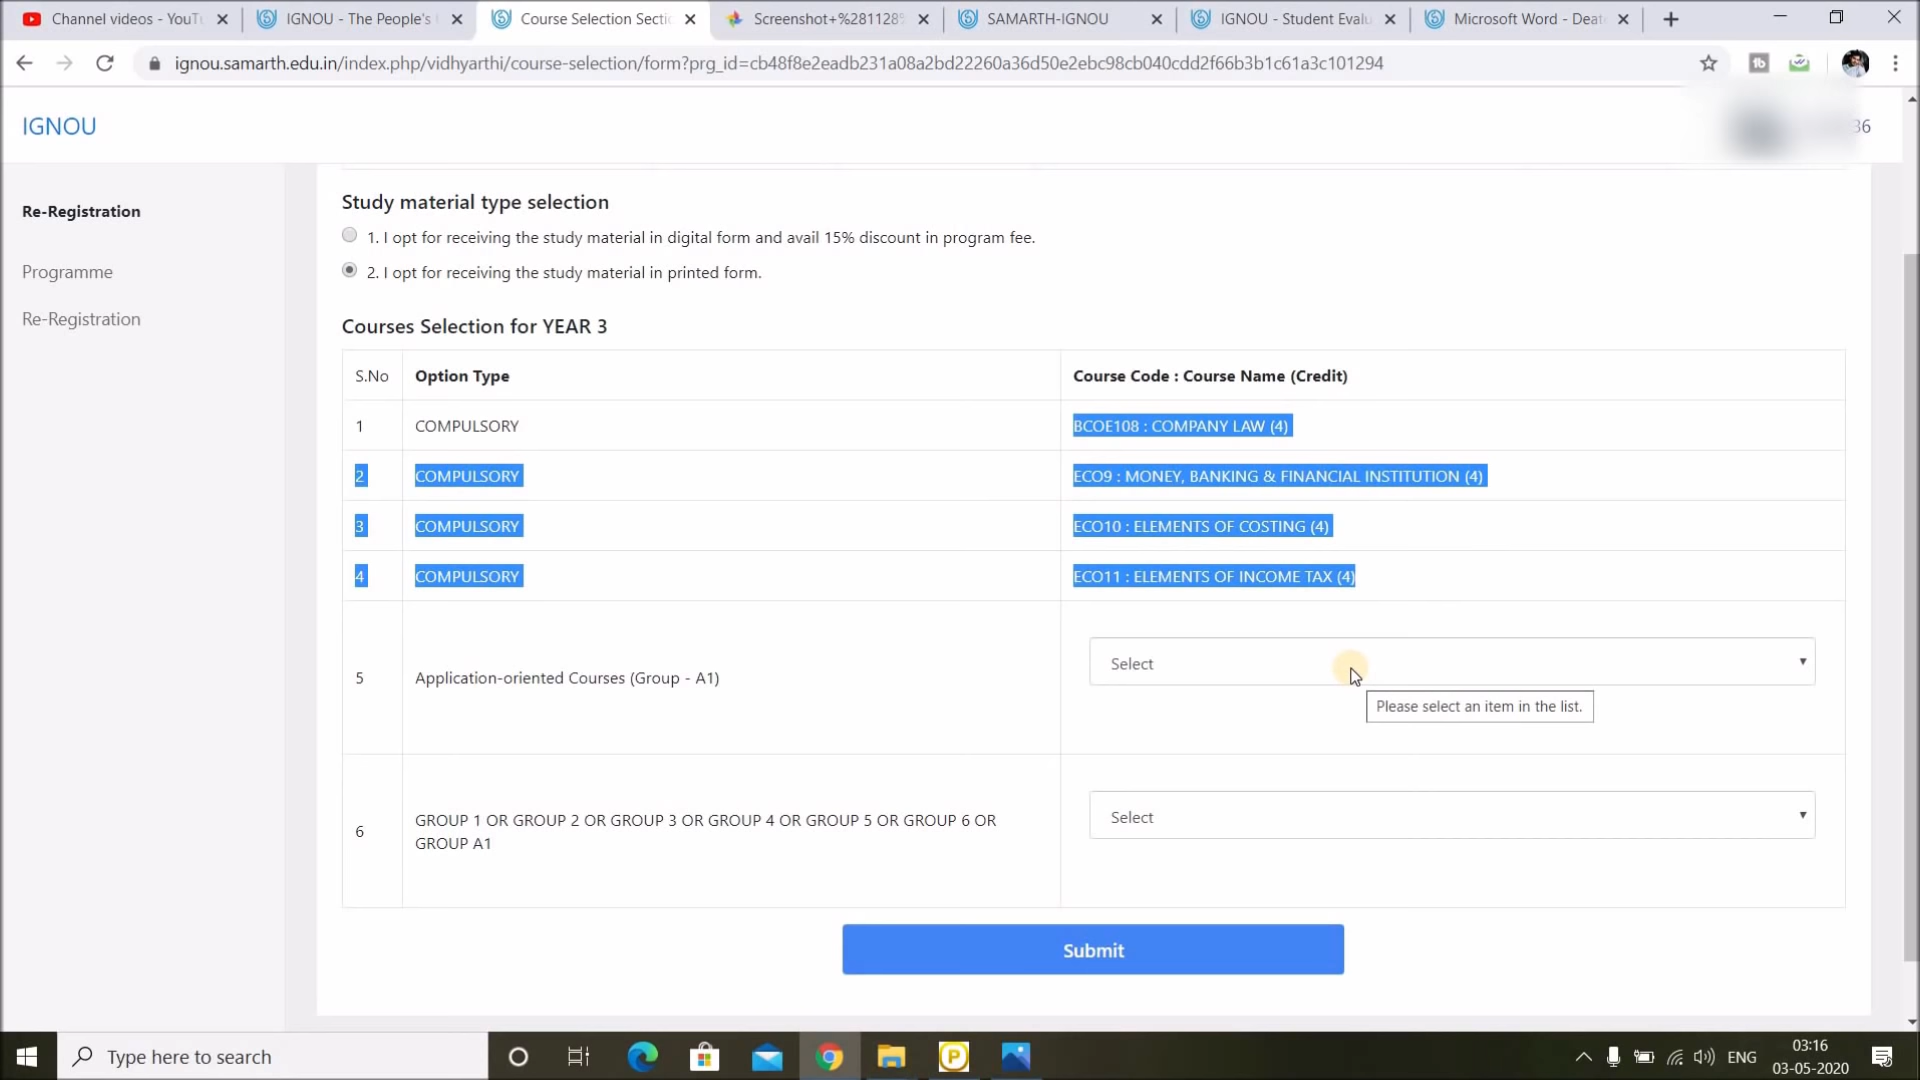 Channel videos - YouTu
IGNOU - The People's
Course Selection Secti
Screenshot+%281128%
SAMARTH-IGNOU
IGNOU - Student Evalu
Microsoft Word - Deat
ignou.samarth.edu.in/index.php/vidhyarthi/course-selection/form?prg_id=cb48f8e2eadb231a08a2bd22260a36d50e2ebc98cb040cdd2f66b3b1c61a3c101294
IGNOU
36
Re-Registration
Programme
Re-Registration
Study material type selection
1. I opt for receiving the study material in digital form and avail 15% discount in program fee.
2. I opt for receiving the study material in printed form.
Courses Selection for YEAR 3
S.No Option Type Course Code : Course Name (Credit)
1 COMPULSORY BCOE108 : COMPANY LAW (4)
2 COMPULSORY ECO9 : MONEY, BANKING & FINANCIAL INSTITUTION (4)
3 COMPULSORY ECO10 : ELEMENTS OF COSTING (4)
4 COMPULSORY ECO11 : ELEMENTS OF INCOME TAX (4)
5 Application-oriented Courses (Group - A1) Select
Please select an item in the list.
6 GROUP 1 OR GROUP 2 OR GROUP 3 OR GROUP 4 OR GROUP 5 OR GROUP 6 OR
GROUP A1
Select
Submit
Type here to search
P
ENG
03:16
03-05-2020